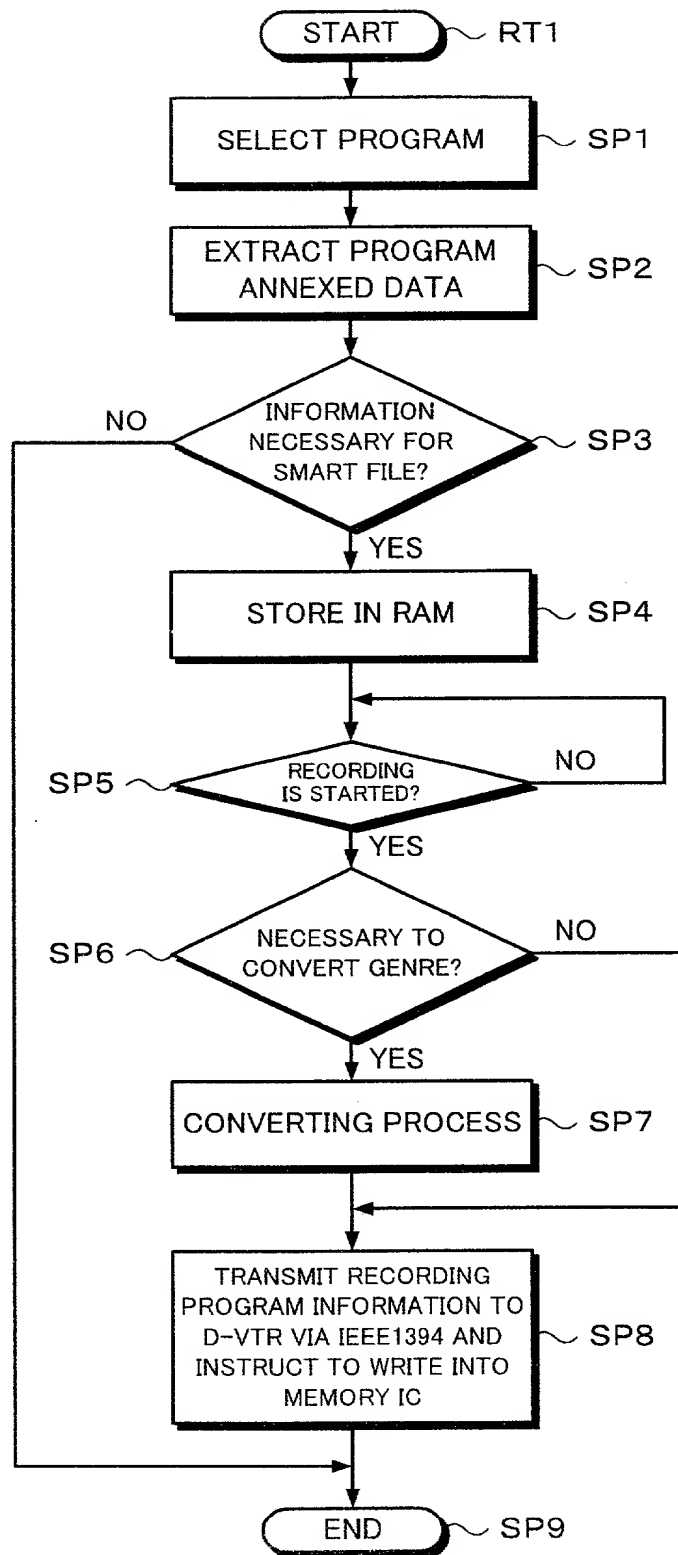 START
RT1
SELECT PROGRAM
SP1
EXTRACT PROGRAM
ANNEXED DATA
SP2
NO
INFORMATION
NECESSARY FOR
SMART FILE?
SP3
YES
STORE IN RAM
SP4
SP5
RECORDING
IS STARTED?
NO
YES
SP6
NECESSARY TO
CONVERT GENRE?
NO
YES
CONVERTING PROCESS
SP7
TRANSMIT RECORDING
PROGRAM INFORMATION TO
D-VTR VIA IEEE1394 AND
INSTRUCT TO WRITE INTO
MEMORY IC
SP8
END
SP9